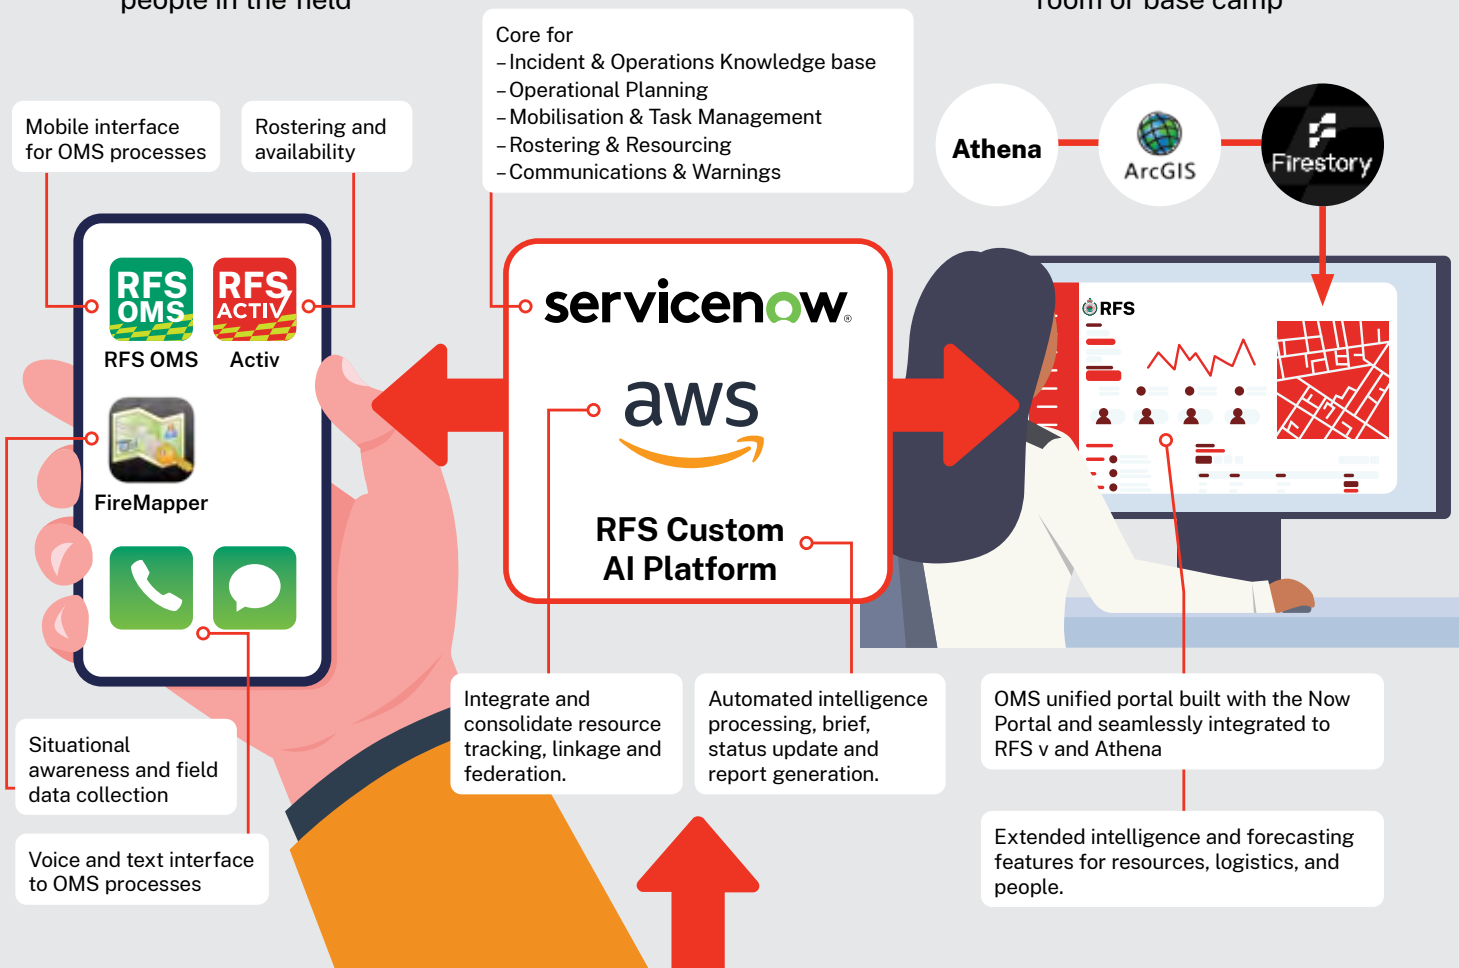 people in the field
room or base camp
Core for
– Incident & Operations Knowledge base
– Operational Planning
– Mobilisation & Task Management
– Rostering & Resourcing
– Communications & Warnings
Mobile interface
for OMS processes
Rostering and
availability
Athena
ArcGIS
Firestory
RFS
OMS
RFS
ACTIV
RFS OMS
Activ
FireMapper
servicenow®
aws
RFS Custom
AI Platform
RFS
Situational
awareness and field
data collection
Voice and text interface
to OMS processes
Integrate and
consolidate resource
tracking, linkage and
federation.
Automated intelligence
processing, brief,
status update and
report generation.
OMS unified portal built with the Now
Portal and seamlessly integrated to
RFS v and Athena
Extended intelligence and forecasting
features for resources, logistics, and
people.